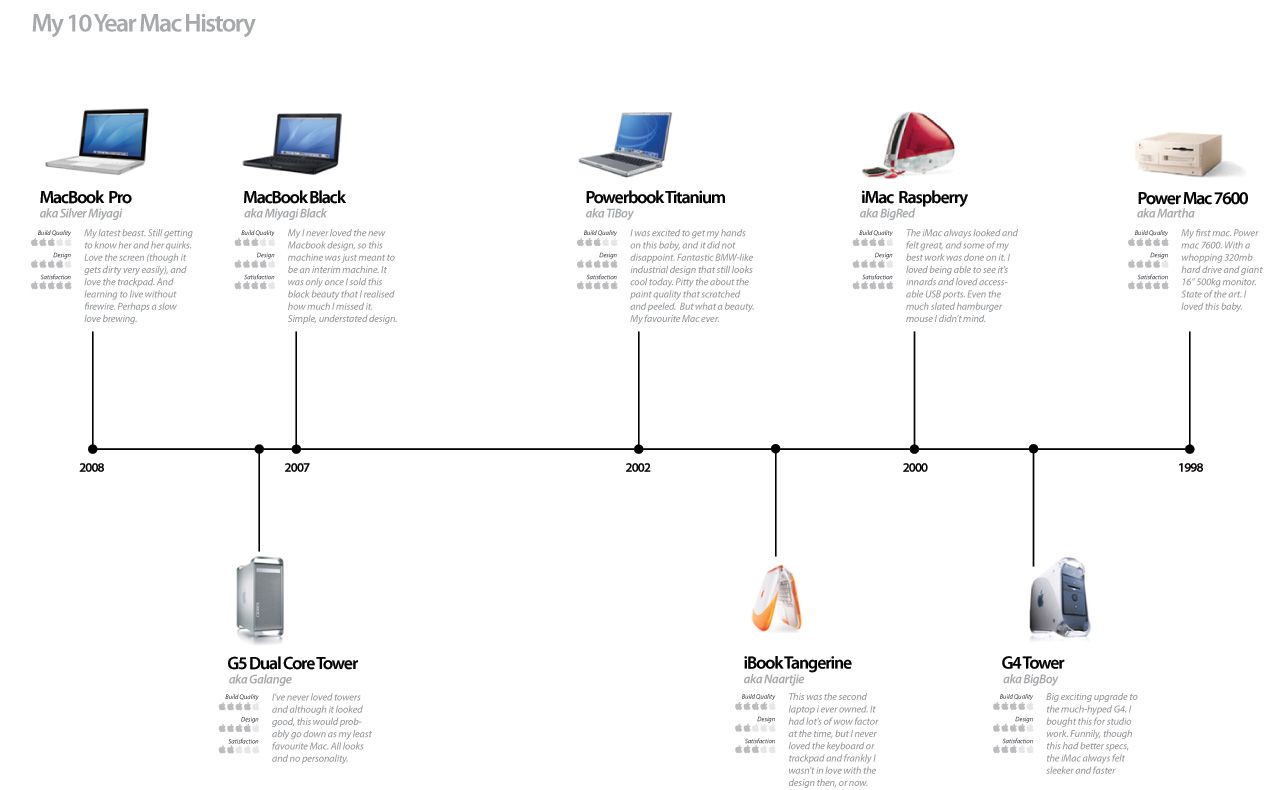 My 10 Year Mac History
MacBook Pro
aka Silver Miyagi
Build Quality
Design
Satisfaction
My latest beast. Still getting
to know her and her quirks.
Love the screen (though it
gets dirty very easily), and
love the trackpad. And
learning to live without
firewire. Perhaps a slow
love brewing.
MacBook Black
aka Miyagi Black
Build Quality
Design
Satisfaction
My I never loved the new
Macbook design, so this
machine was just meant to
be an interim machine. It
was only once I sold this
black beauty that I realised
how much I missed it.
Simple, understated design.
Powerbook Titanium
aka TiBoy
Build Quality
Design
Satisfaction
I was excited to get my hands
on this baby, and it did not
disappoint. Fantastic BMW-like
industrial design that still looks
cool today. Pitty the about the
paint quality that scratched
and peeled. But what a beauty.
My favourite Mac ever.
iMac Raspberry
aka BigRed
Build Quality
Design
Satisfaction
The iMac always looked and
felt great, and some of my
best work was done on it. I
loved being able to see it's
innards and loved access-
able USB ports. Even the
much slated hamburger
mouse I didn't mind.
Power Mac 7600
aka Martha
Build Quality
Design
Satisfaction
My first mac. Power
mac 7600. With a
whopping 320mb
hard drive and giant
16" 500kg monitor.
State of the art. I
loved this baby.
2008
2007
2002
2000
1998
G5 Dual Core Tower
aka Galange
Build Quality
Design
Satisfaction
I've never loved towers
and although it looked
good, this would prob-
ably go down as my least
favourite Mac. All looks
and no personality.
iBook Tangerine
aka Naartjie
Build Quality
Design
Satisfaction
This was the second
laptop i ever owned. It
had lot's of wow factor
at the time, but I never
loved the keyboard or
trackpad and frankly I
wasn't in love with the
design then, or now.
G4 Tower
aka BigBoy
Build Quality
Design
Satisfaction
Big exciting upgrade to
the much-hyped G4. I
bought this for studio
work. Funnily, though
this had better specs,
the iMac always felt
sleeker and faster